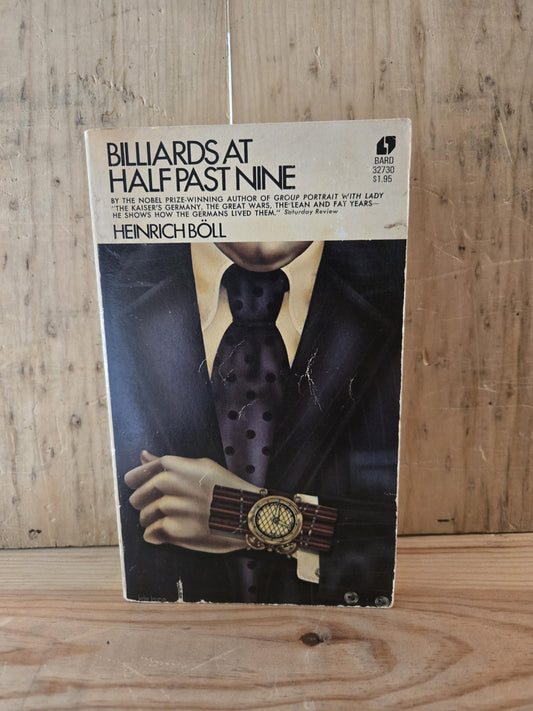 BILLIARDS AT
HALF PAST NINE
BARD
32730
$1.95
BY THE NOBEL PRIZE-WINNING AUTHOR OF GROUP PORTRAIT WITH LADY
"THE KAISER'S GERMANY, THE GREAT WARS, THE LEAN AND FAT YEARS—
HE SHOWS HOW THE GERMANS LIVED THEM." Saturday Review
HEINRICH BÖLL